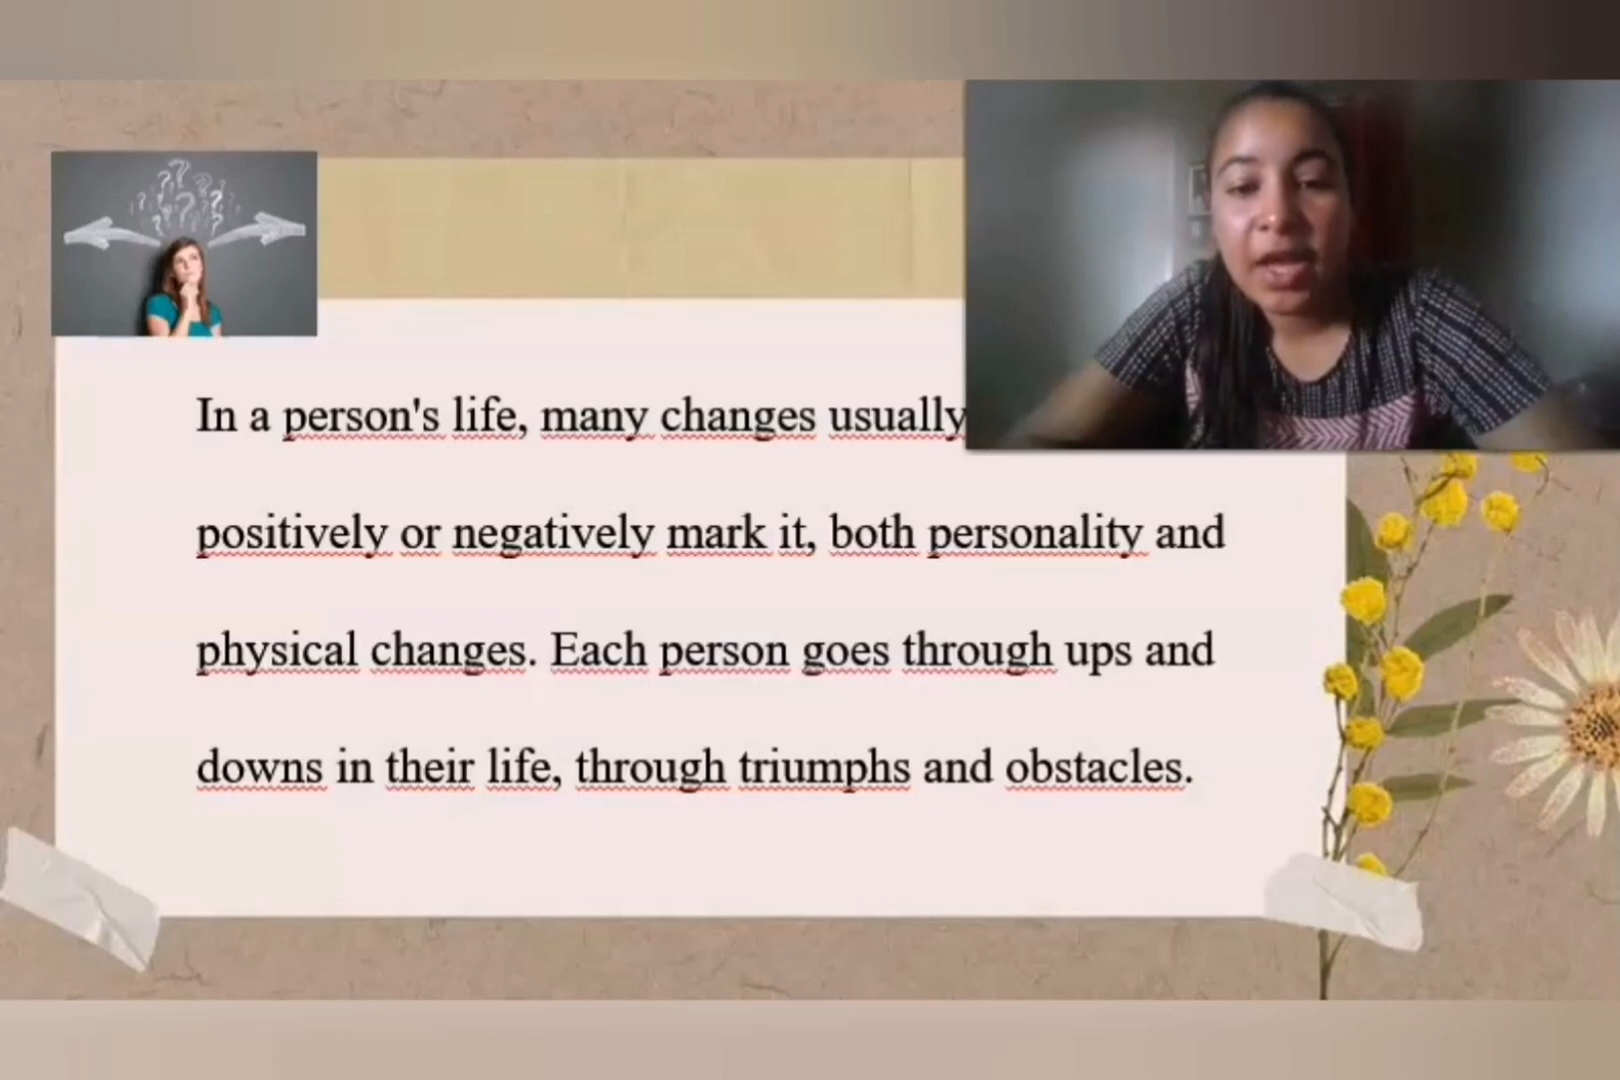 In a person's life, many changes usually
positively or negatively mark it, both personality and
physical changes. Each person goes through ups and
downs in their life, through triumphs and obstacles.